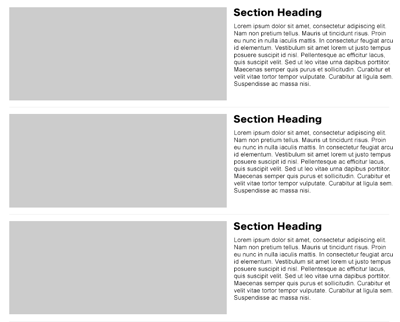 Section Heading
Lorem ipsum dolor sit amet, consectetur adipiscing elit.
Nam non pretium tellus. Mauris ut tincidunt risus. Proin
eu nunc in nulla iaculis mattis. In consectetur feugiat arcu
id elementum. Vestibulum sit amet lorem ut justo tempus
posuere suscipit id nisl. Pellentesque ac efficitur lacus,
quis suscipit velit. Sed ut leo vitae urna dapibus porttitor.
Maecenas semper quis purus et sollicitudin. Curabitur et
velit vitae tortor tempor vulputate. Curabitur at ligula sem.
Suspendisse ac massa nisi.
Section Heading
Lorem ipsum dolor sit amet, consectetur adipiscing elit.
Nam non pretium tellus. Mauris ut tincidunt risus. Proin
eu nunc in nulla iaculis mattis. In consectetur feugiat arcu
id elementum. Vestibulum sit amet lorem ut justo tempus
posuere suscipit id nisl. Pellentesque ac efficitur lacus,
quis suscipit velit. Sed ut leo vitae urna dapibus porttitor.
Maecenas semper quis purus et sollicitudin. Curabitur et
velit vitae tortor tempor vulputate. Curabitur at ligula sem.
Suspendisse ac massa nisi.
Section Heading
Lorem ipsum dolor sit amet, consectetur adipiscing elit.
Nam non pretium tellus. Mauris ut tincidunt risus. Proin
eu nunc in nulla iaculis mattis. In consectetur feugiat arcu
id elementum. Vestibulum sit amet lorem ut justo tempus
posuere suscipit id nisl. Pellentesque ac efficitur lacus,
quis suscipit velit. Sed ut leo vitae urna dapibus porttitor.
Maecenas semper quis purus et sollicitudin. Curabitur et
velit vitae tortor tempor vulputate. Curabitur at ligula sem.
Suspendisse ac massa nisi.